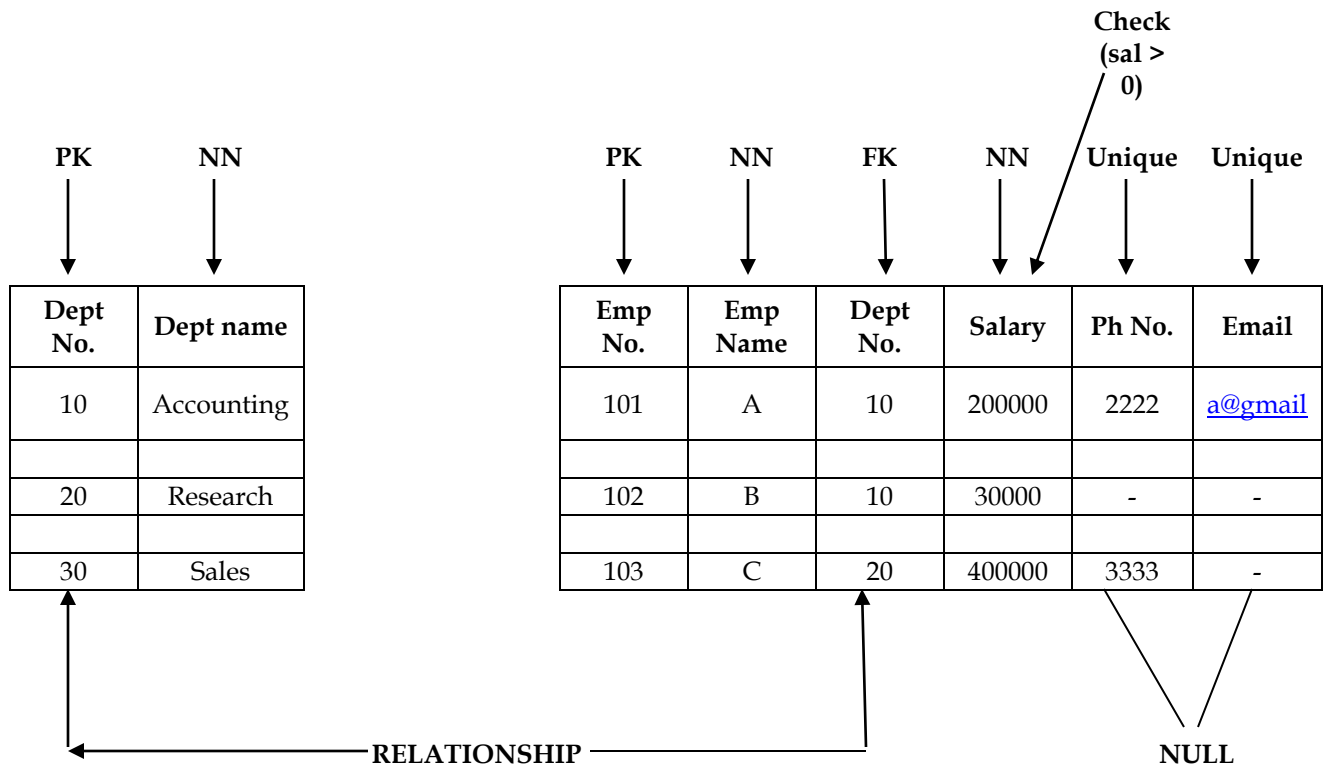 Check
(sal >
0)
PK NN PK NN FK NN Unique Unique
Dept
No.
Dept name
Emp
No.
Emp
Name
Dept
No.
Salary
Ph No.
Email
10 Accounting 101 A 10 200000 2222 a@gmail
20 Research 102 B 10 30000 - -
30 Sales 103 C 20 400000 3333 -
RELATIONSHIP NULL